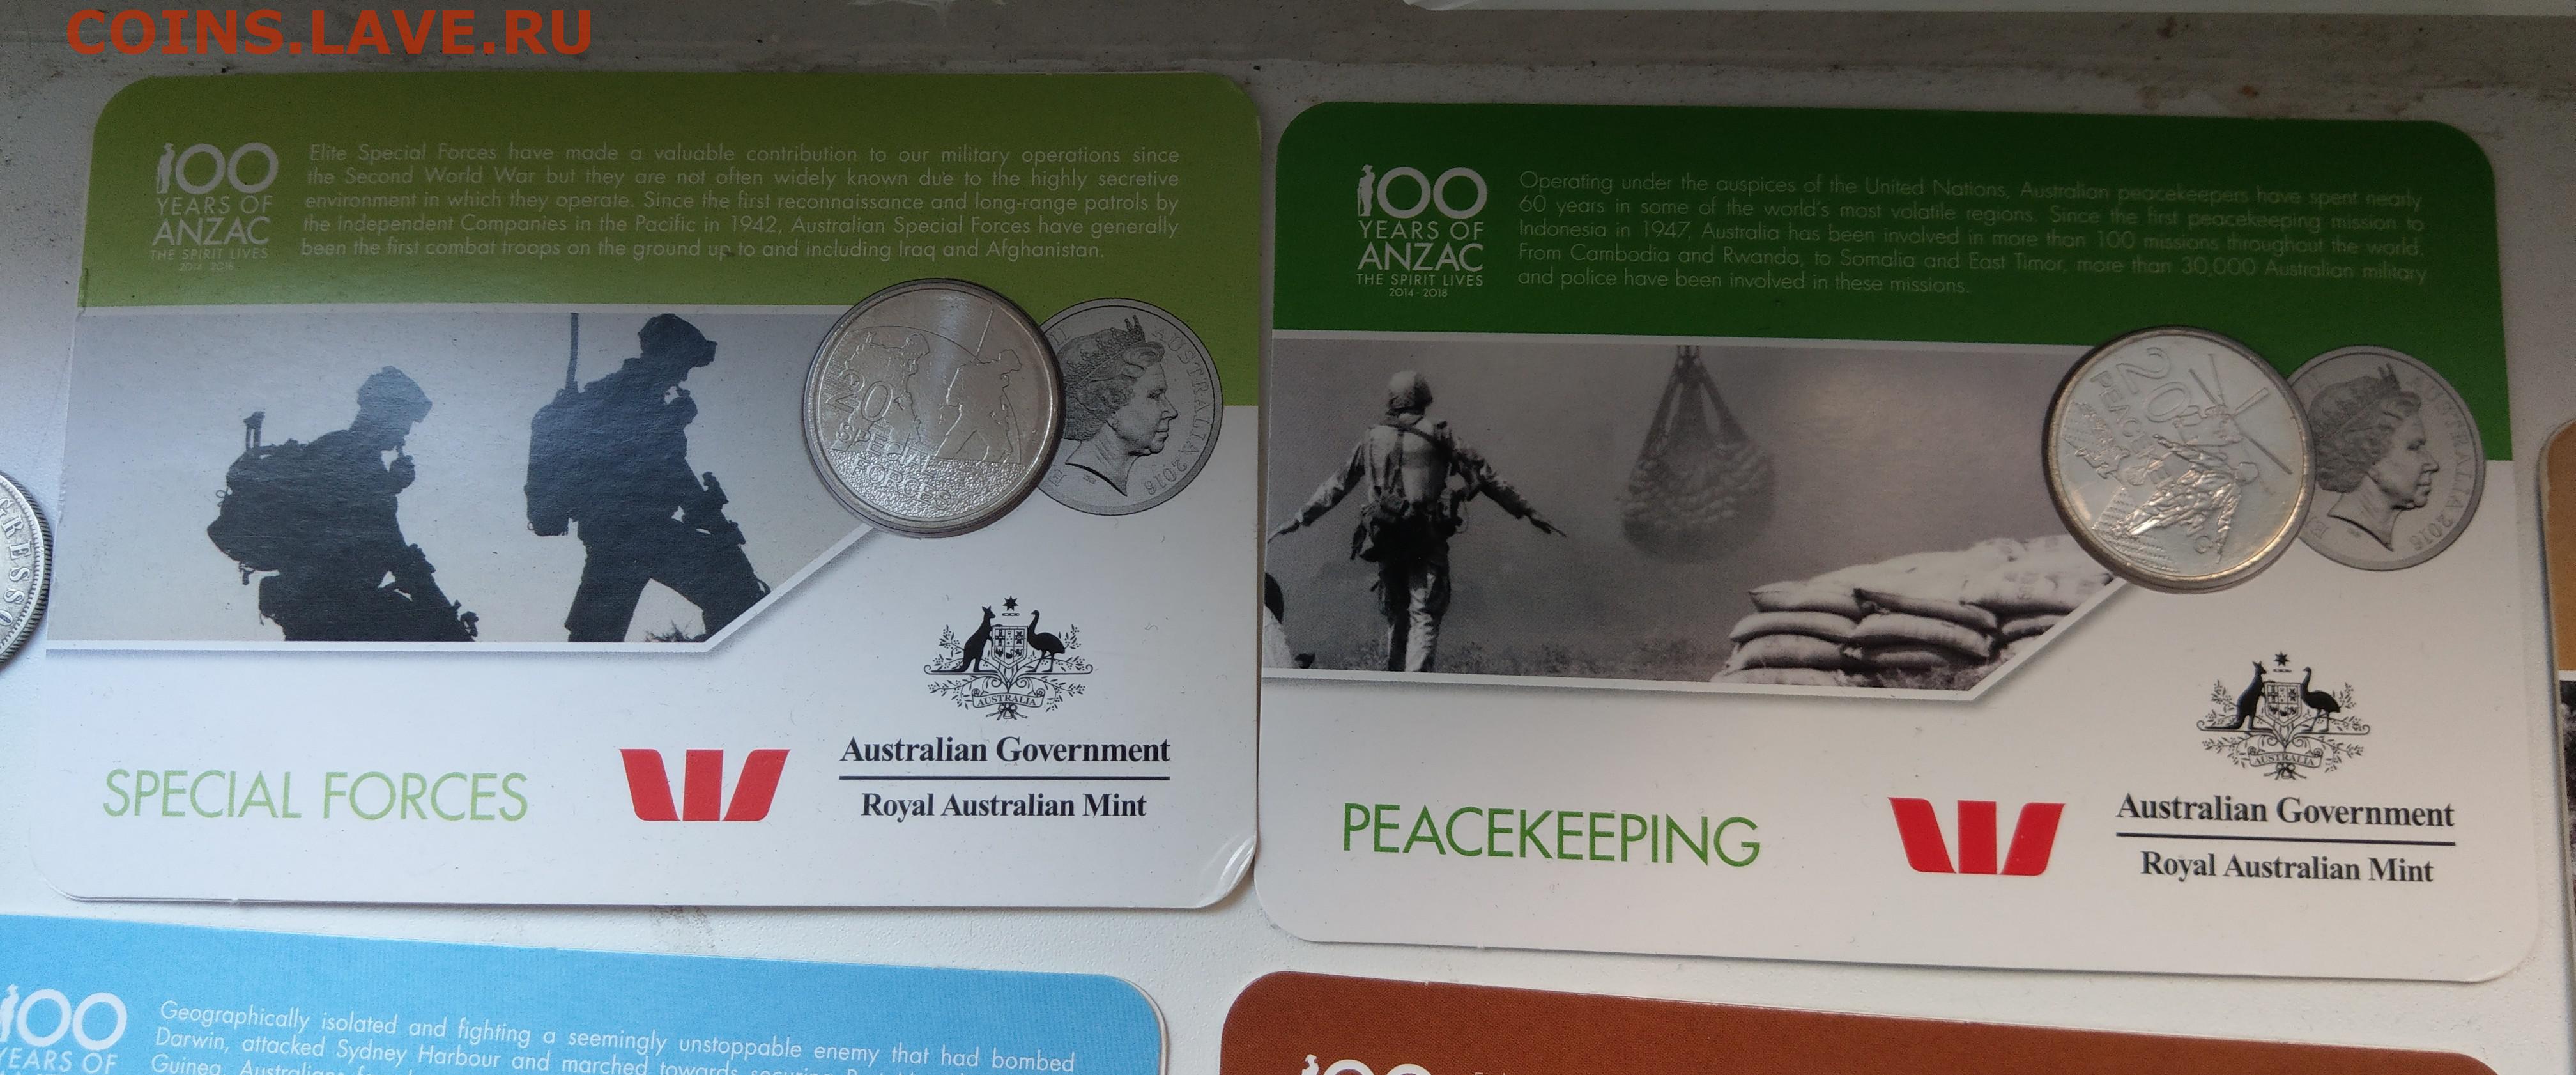 COINS.LAVE.RU
100
YEARS OF
ANZAC
THE SPIRIT LIVES
2014 - 2018
Elite Special Forces have made a valuable contribution to our military operations since
the Second World War but they are not often widely known due to the highly secretive
environment in which they operate. Since the first reconnaissance and long-range patrols by
the Independent Companies in the Pacific in 1942, Australian Special Forces have generally
been the first combat troops on the ground up to and including Iraq and Afghanistan.
20
SPECIAL
FORCES
AUSTRALIA 2016
AUSTRALIA
Australian Government
Royal Australian Mint
SPECIAL FORCES
100
YEARS OF
ANZAC
THE SPIRIT LIVES
2014 - 2018
Operating under the auspices of the United Nations, Australian peacekeepers have spent nearly
60 years in some of the world's most volatile regions. Since the first peacekeeping mission to
Indonesia in 1947, Australia has been involved in more than 100 missions throughout the world.
From Cambodia and Rwanda, to Somalia and East Timor, more than 30,000 Australian military
and police have been involved in these missions.
20
AUSTRALIA 2016
AUSTRALIA
Australian Government
Royal Australian Mint
PEACEKEEPING
100
YEARS OF
Geographically isolated and fighting a seemingly unstoppable enemy that had bombed
Darwin, attacked Sydney Harbour and marched towards
100